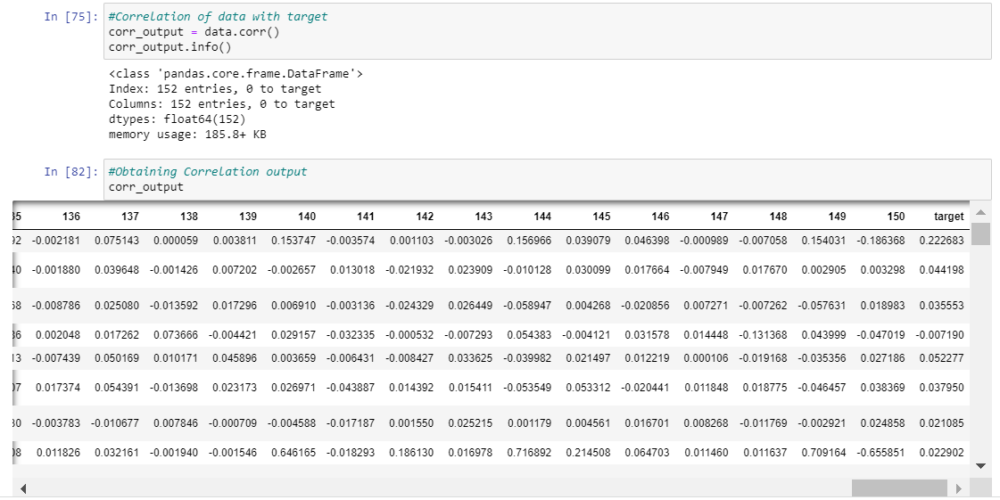 In [75]: #Correlation of data with target
corr_output = data.corr()
corr_output.info()
<class 'pandas.core.frame.DataFrame'>
Index: 152 entries, 0 to target
Columns: 152 entries, 0 to target
dtypes: float64(152)
memory usage: 185.8+ KB
In [82]: #Obtaining Correlation output
corr_output
136 137 138 139 140 141 142 143 144 145 146 147 148 149 150 target
-0.002181 0.075143 0.000059 0.003811 0.153747 -0.003574 0.001103 -0.003026 0.156966 0.039079 0.046398 -0.000989 -0.007058 0.154031 -0.186368 0.222683
-0.001880 0.039648 -0.001426 0.007202 -0.002657 0.013018 -0.021932 0.023909 -0.010128 0.030099 0.017664 -0.007949 0.017670 0.002905 0.003298 0.044198
-0.008786 0.025080 -0.013592 0.017296 0.006910 -0.003136 -0.024329 0.026449 -0.058947 0.004268 -0.020856 0.007271 -0.007262 -0.057631 0.018983 0.035553
0.002048 0.017262 0.073666 -0.004421 0.029157 -0.032335 -0.000532 -0.007293 0.054383 -0.004121 0.031578 0.014448 -0.131368 0.043999 -0.047019 -0.007190
-0.007439 0.050169 0.010171 0.045896 0.003659 -0.006431 -0.008427 0.033625 -0.039982 0.021497 0.012219 0.000106 -0.019168 -0.035356 0.027186 0.052277
0.017374 0.054391 -0.013698 0.023173 0.026971 -0.043887 0.014392 0.015411 -0.053549 0.053312 -0.020441 0.011848 0.018775 -0.046457 0.038369 0.037950
-0.003783 -0.010677 0.007846 -0.000709 -0.004588 -0.017187 0.001550 0.025215 0.001179 0.004561 0.016701 0.008268 -0.011769 -0.002921 0.024858 0.021085
0.011826 0.032161 -0.001940 -0.001546 0.646165 -0.018293 0.186130 0.016978 0.716892 0.214508 0.064703 0.011460 0.011637 0.709164 -0.655851 0.022902